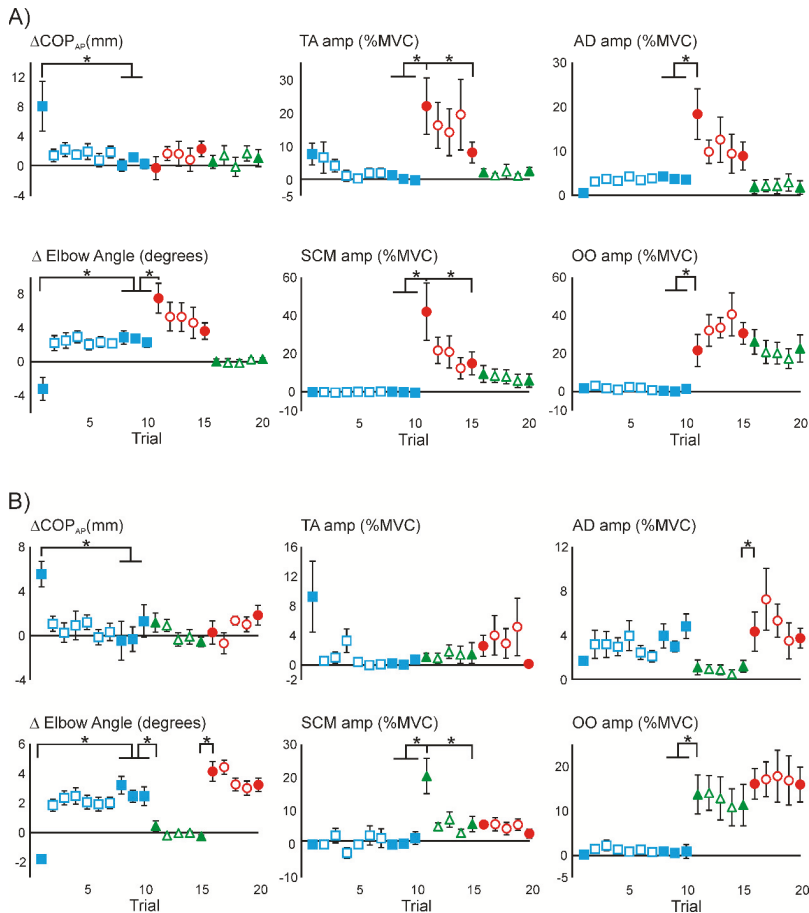 A)
ΔCOPAP(mm)
TA amp (%MVC)
AD amp (%MVC)
12
8
4
0
-4
*
30
20
10
0
-5
* *
30
20
10
0
*
Δ Elbow Angle (degrees)
SCM amp (%MVC)
OO amp (%MVC)
8
4
0
-4
* *
5 10 15 20
Trial
60
40
20
0
-10
* *
5 10 15 20
Trial
60
40
20
0
-10
*
5 10 15 20
Trial
B)
ΔCOPAP(mm)
TA amp (%MVC)
AD amp (%MVC)
8
4
0
-4
*
16
12
8
4
0
-2
12
8
4
0
*
Δ Elbow Angle (degrees)
SCM amp (%MVC)
OO amp (%MVC)
6
4
2
0
-2
* * *
5 10 15 20
Trial
30
20
10
0
-10
* *
5 10 15 20
Trial
30
20
10
0
-5
*
5 10 15 20
Trial